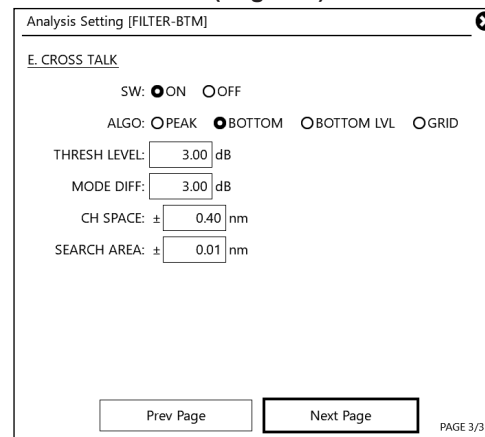 Analysis Setting [FILTER-BTM]
E. CROSS TALK
SW: ON OFF
ALGO: PEAK BOTTOM BOTTOM LVL GRID
THRESH LEVEL: 3.00 dB
MODE DIFF: 3.00 dB
CH SPACE: ± 0.40 nm
SEARCH AREA: ± 0.01 nm
Prev Page Next Page PAGE 3/3